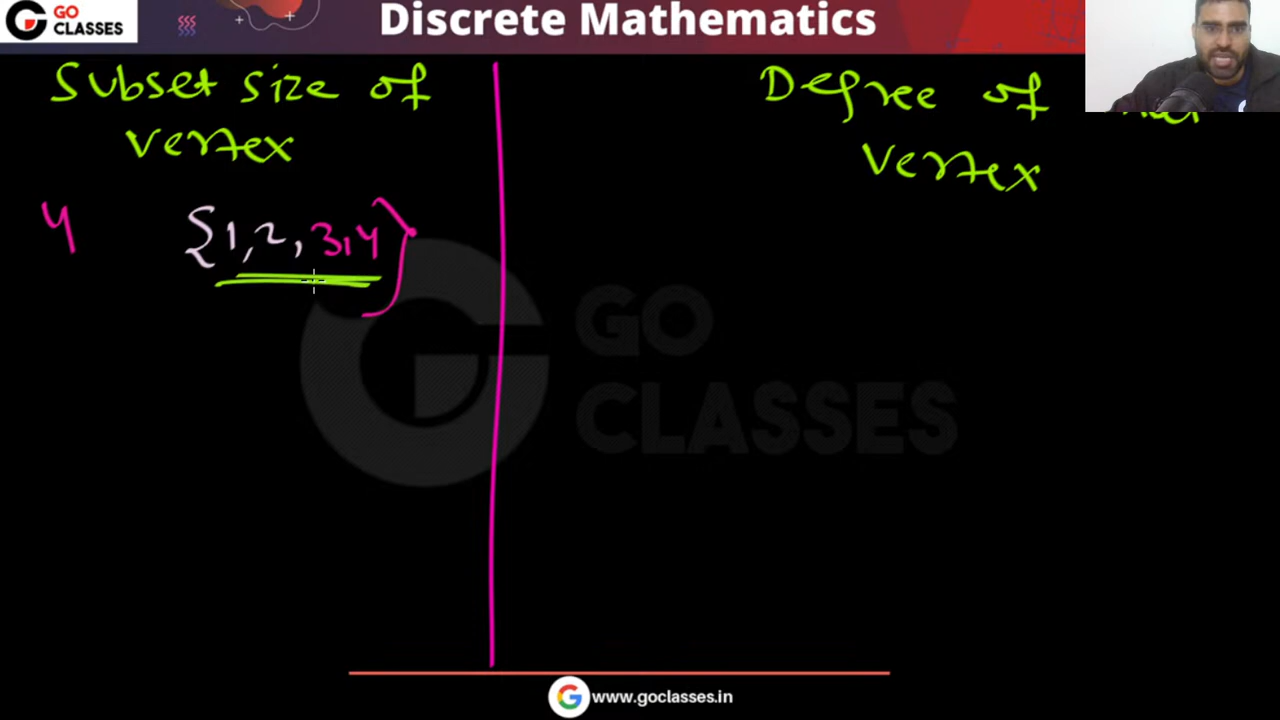 GO
CLASSES
Discrete Mathematics
Subset size of
vertex
Degree of
vertex
4 {1,2,3,4}
GO
CLASSES
www.goclasses.in